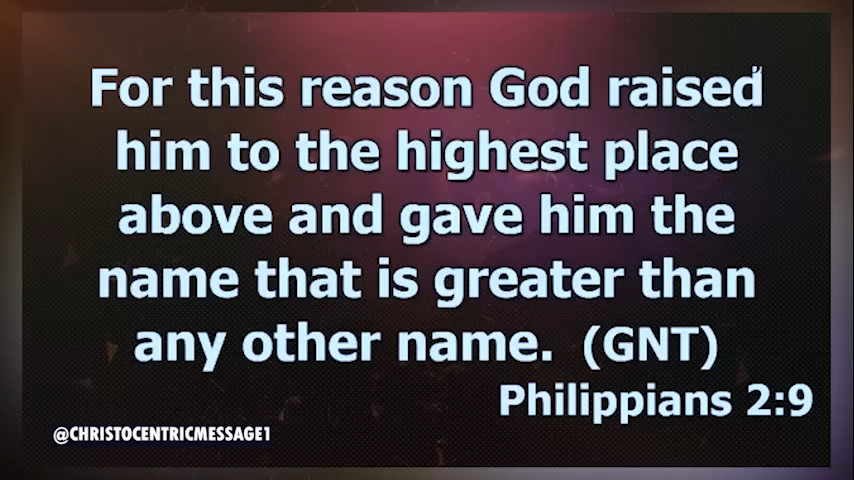 For this reason God raised
him to the highest place
above and gave him the
name that is greater than
any other name. (GNT)
Philippians 2:9
@CHRISTOCENTRICMESSAGE1